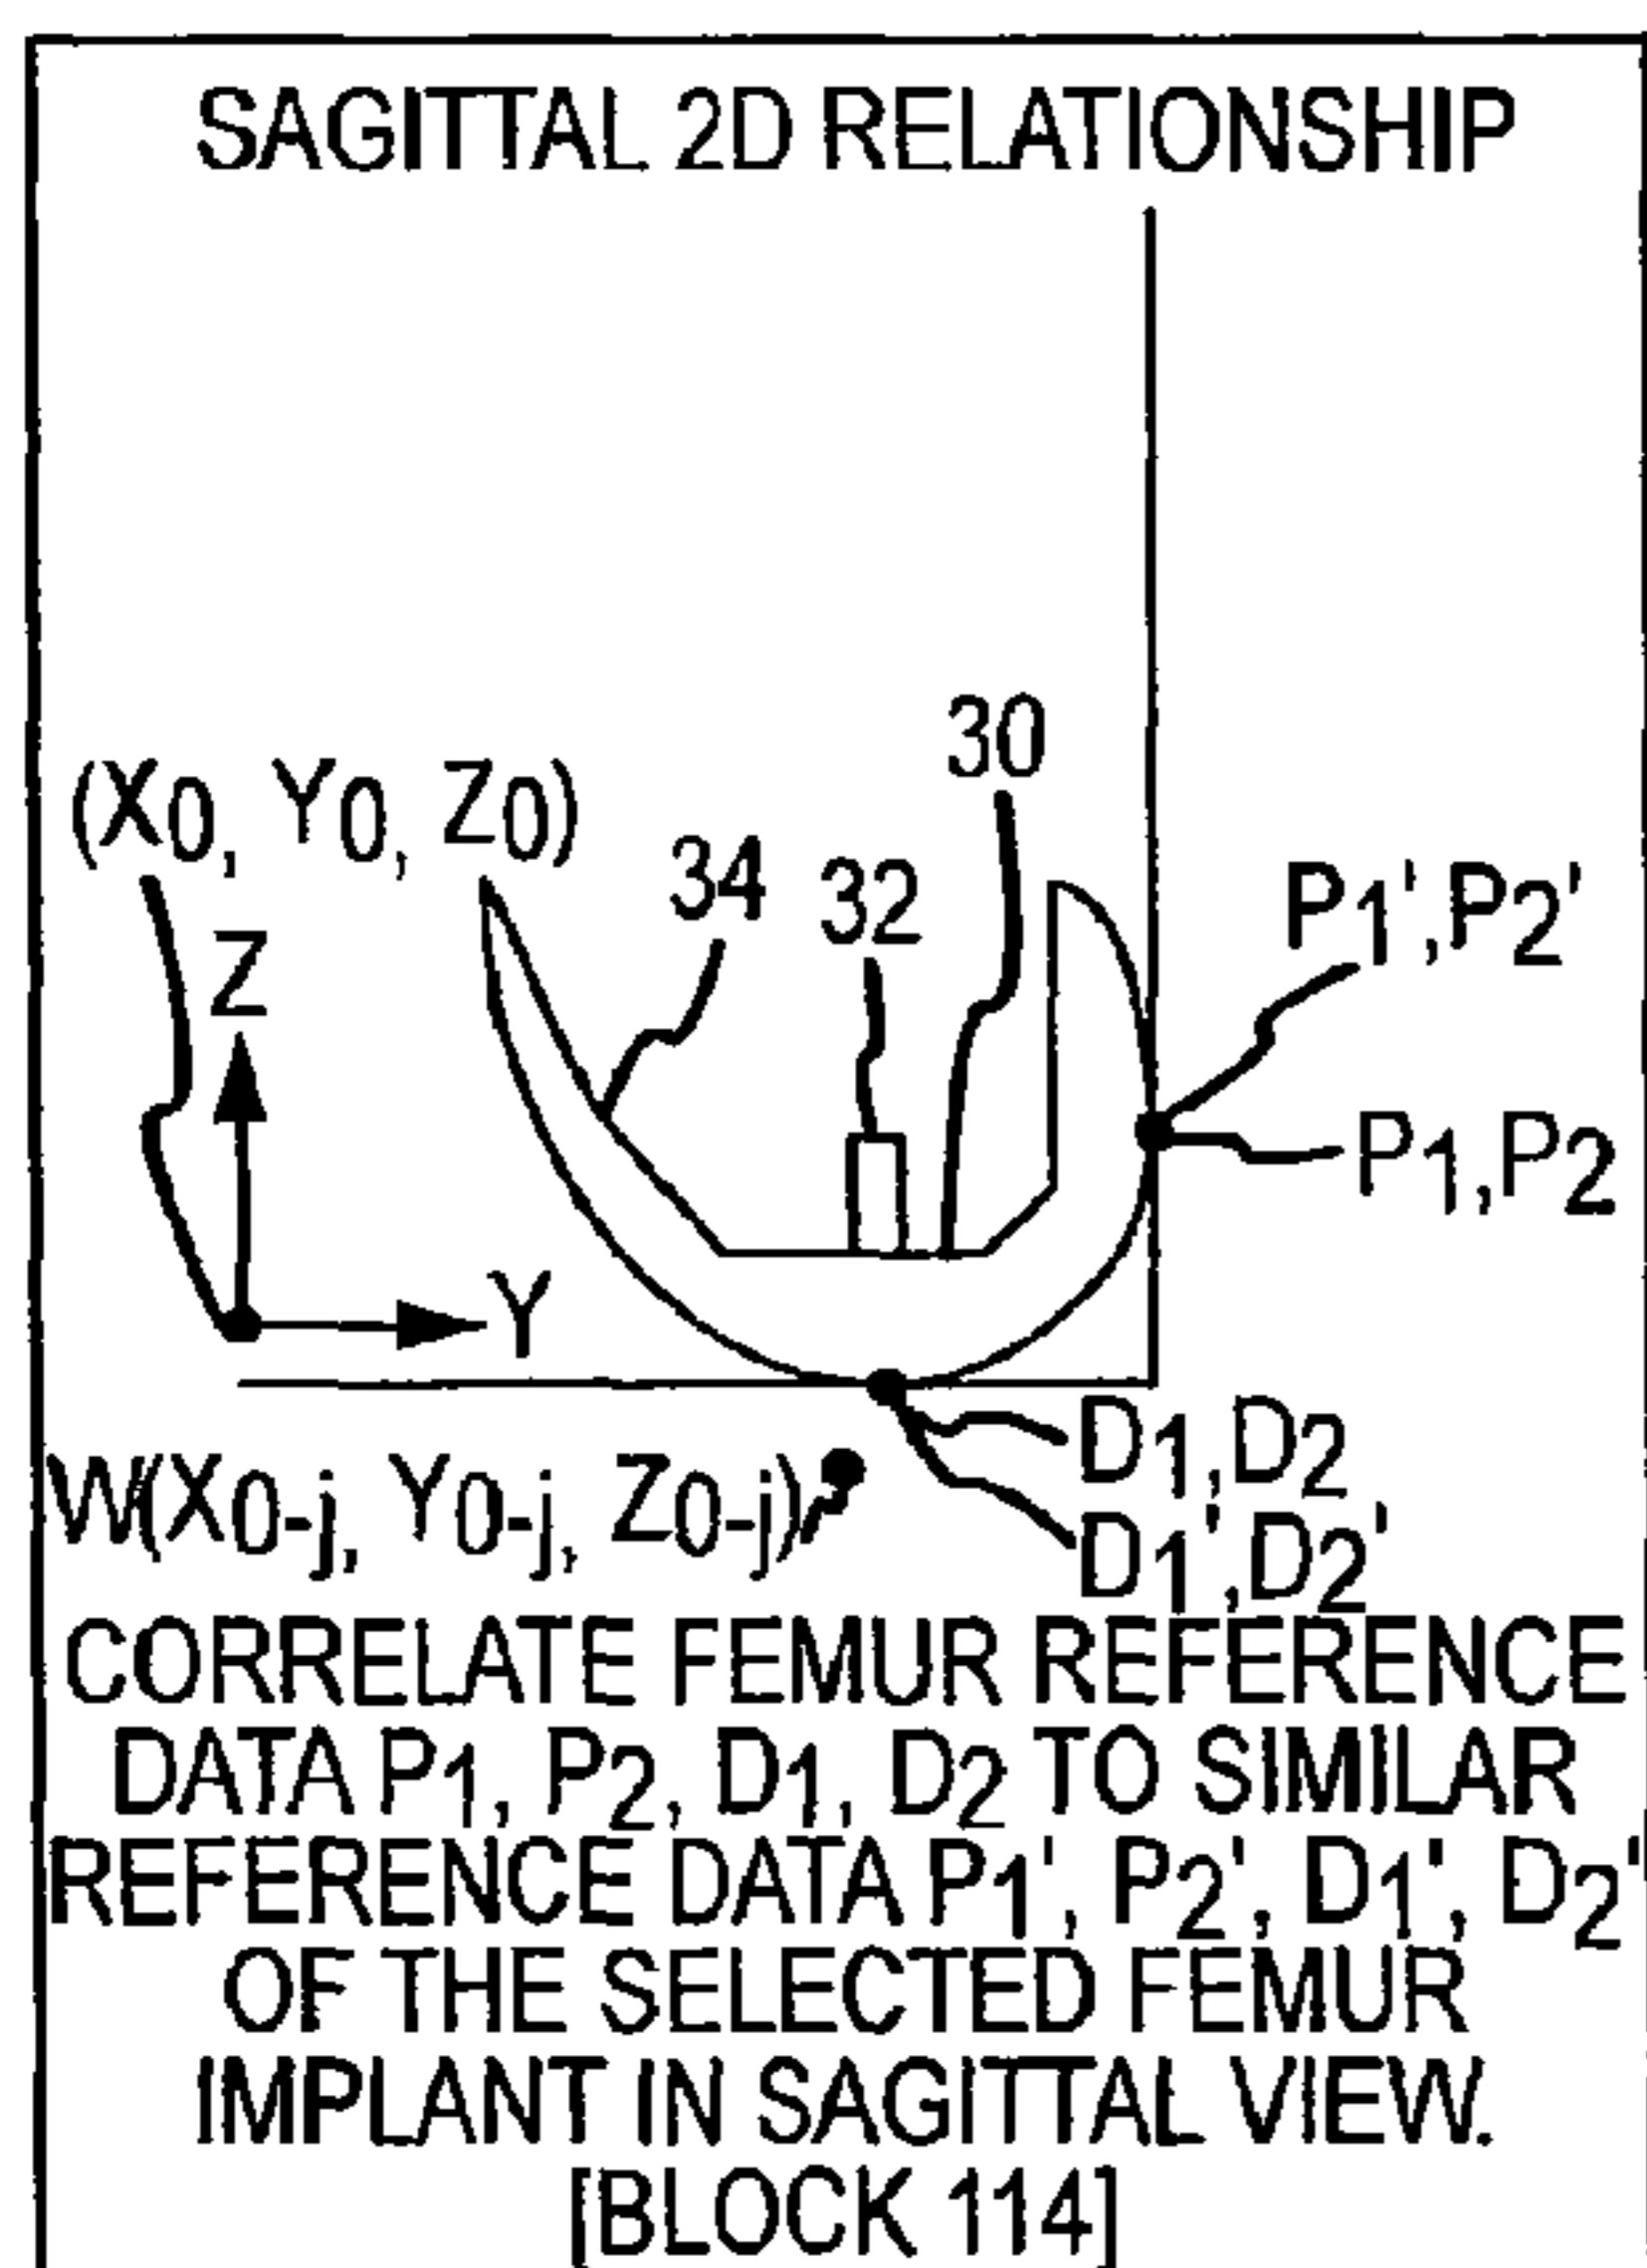 SAGITTAL 2D RELATIONSHIP
30
(X0, Y0, Z0)
34
32
P1',P2'
Z
P1,P2
Y
D1,D2
W(X0-j, Y0-j, Z0-j)
D1',D2'
CORRELATE FEMUR REFERENCE
DATA P1, P2, D1, D2 TO SIMILAR
REFERENCE DATA P1', P2', D1', D2'
OF THE SELECTED FEMUR
IMPLANT IN SAGITTAL VIEW.
[BLOCK 114]